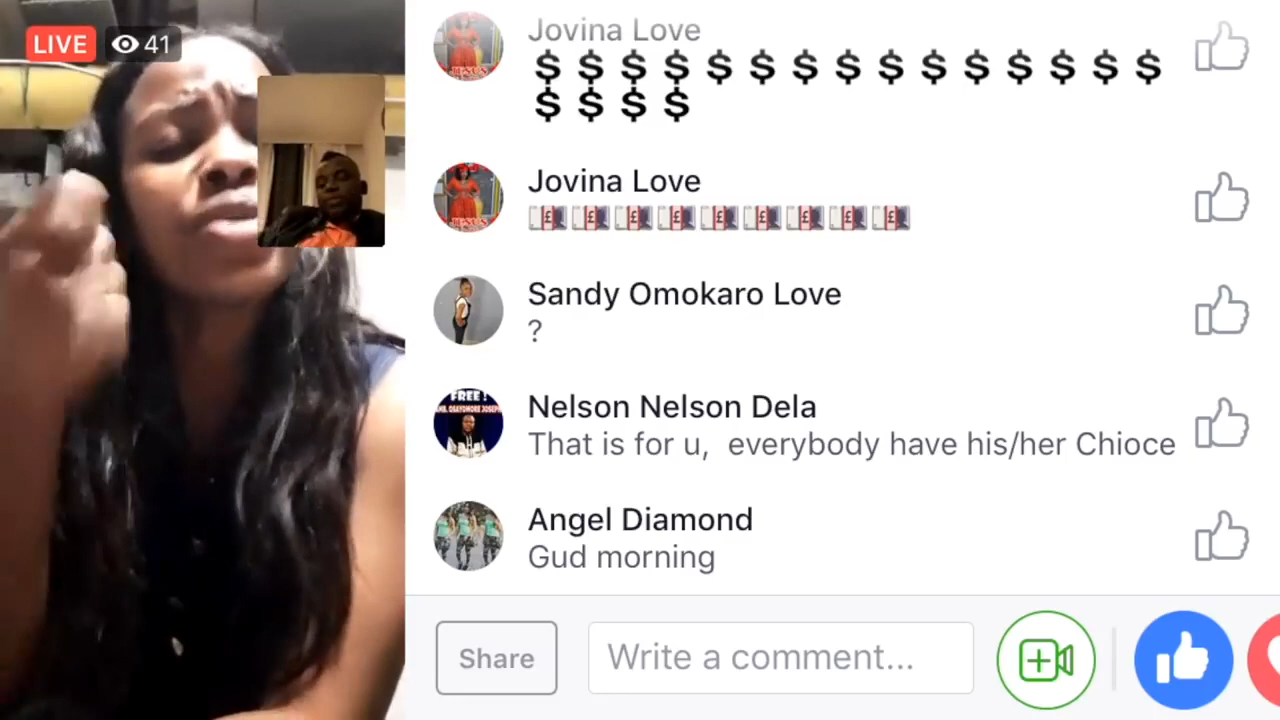 LIVE 41
Jovina Love
$ $ $ $ $ $ $ $ $ $ $ $ $ $ $
$ $ $ $
Jovina Love
💷💷💷💷💷💷💷💷💷
Sandy Omokaro Love
?
FREE!
Nelson Nelson Dela
That is for u, everybody have his/her Chioce
Angel Diamond
Gud morning
Share
Write a comment...